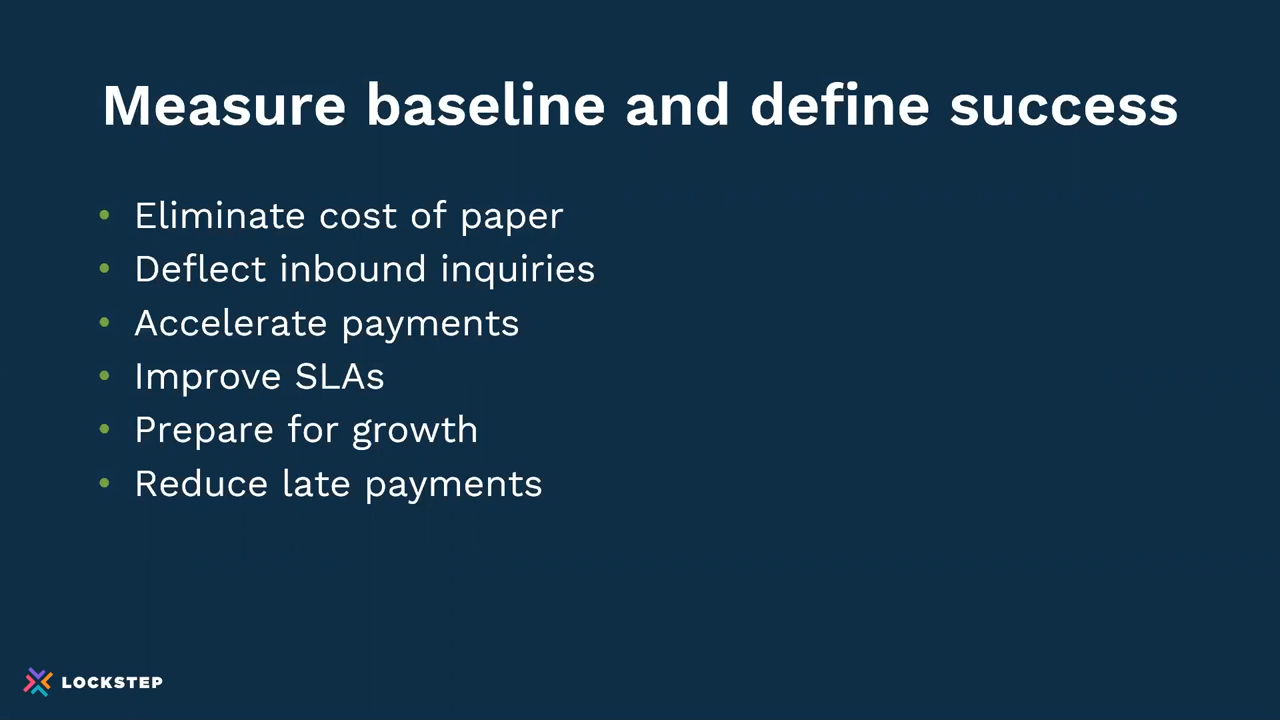 Measure baseline and define success
• Eliminate cost of paper
• Deflect inbound inquiries
• Accelerate payments
• Improve SLAs
• Prepare for growth
• Reduce late payments
LOCKSTEP